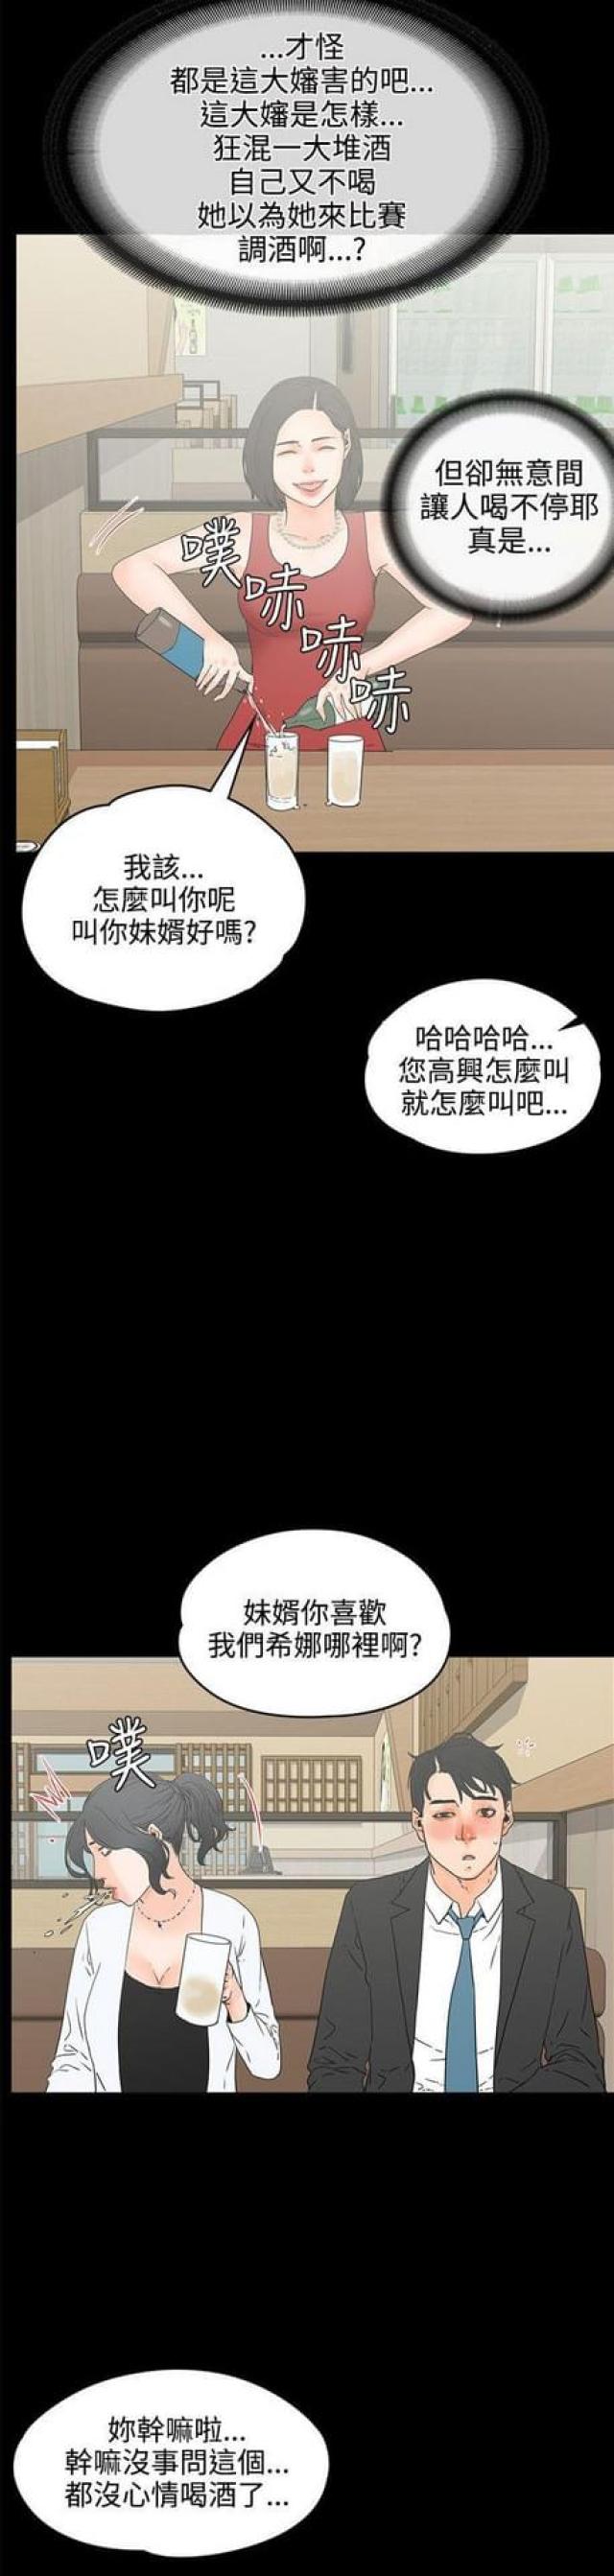 ...才怪
都是這大嬸害的吧...
這大嬸是怎樣...
狂混一大堆酒
自己又不喝
她以為她來比賽
調酒啊...?
但卻無意間
讓人喝不停耶
真是...
噗
啉
啉
啉
我該...
怎麼叫你呢
叫你妹婿好嗎?
哈哈哈哈...
您高興怎麼叫
就怎麼叫吧...
妹婿你喜歡
我們希娜哪裡啊?
噗
妳幹嘛啦...
幹嘛沒事問這個...
都沒心情喝酒了...